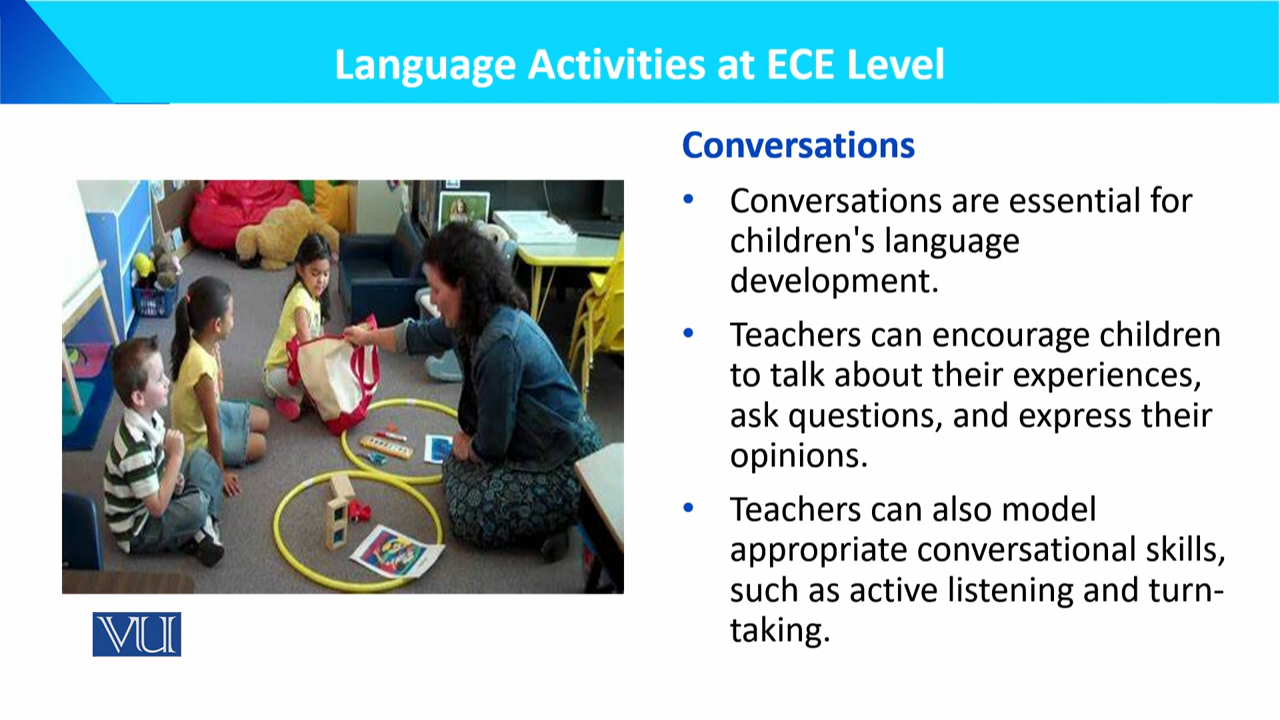 Language Activities at ECE Level
Conversations
• Conversations are essential for
children's language
development.
• Teachers can encourage children
to talk about their experiences,
ask questions, and express their
opinions.
• Teachers can also model
appropriate conversational skills,
such as active listening and turn-
taking.
VU